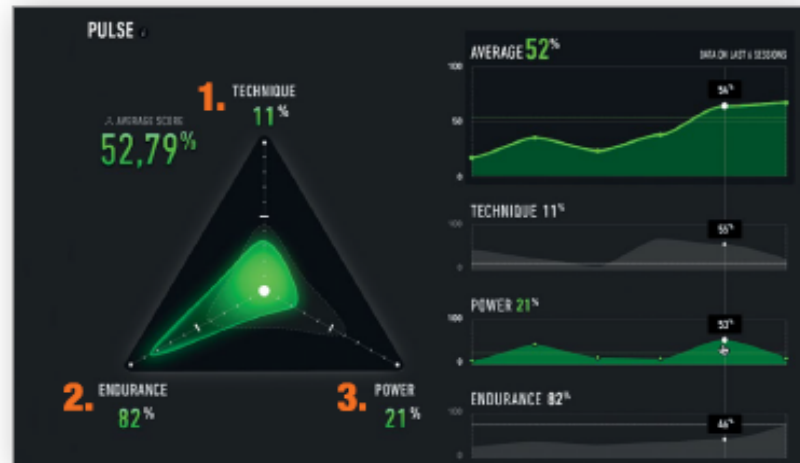 PULSE
1. TECHNIQUE
11%
AVERAGE SCORE
52,79%
2. ENDURANCE
82%
3. POWER
21%
AVERAGE 52%
DATA ON LAST 6 SESSIONS
100
50
0
TECHNIQUE 11%
100
55%
0
POWER 21%
100
53%
0
ENDURANCE 82%
100
46%
0